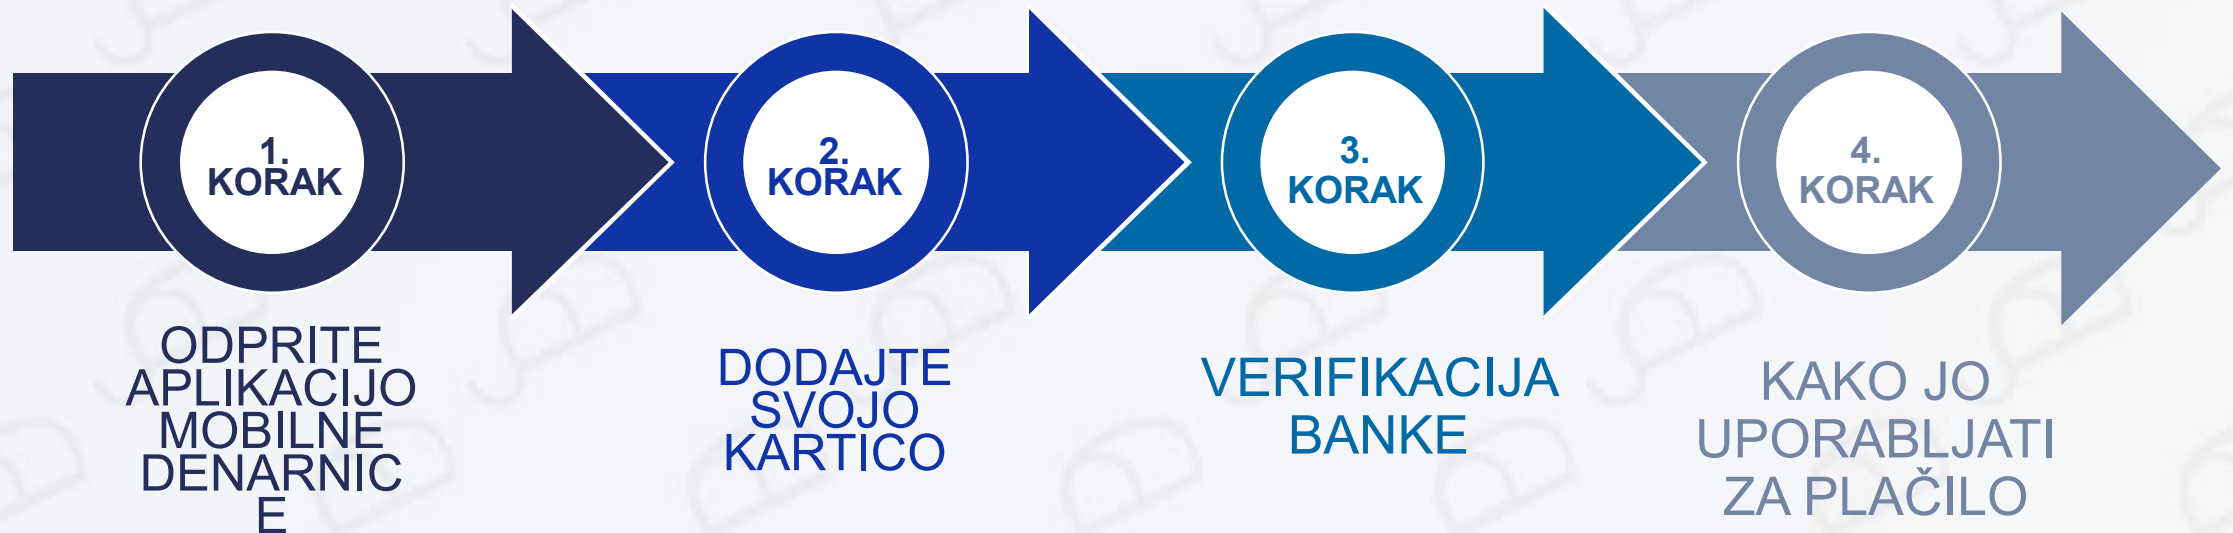 1.
KORAK
2.
KORAK
3.
KORAK
4.
KORAK
ODPRITE
APLIKACIJO
MOBILNE
DENARNIC
E
DODAJTE
SVOJO
KARTICO
VERIFIKACIJA
BANKE
KAKO JO
UPORABLJATI
ZA PLAČILO